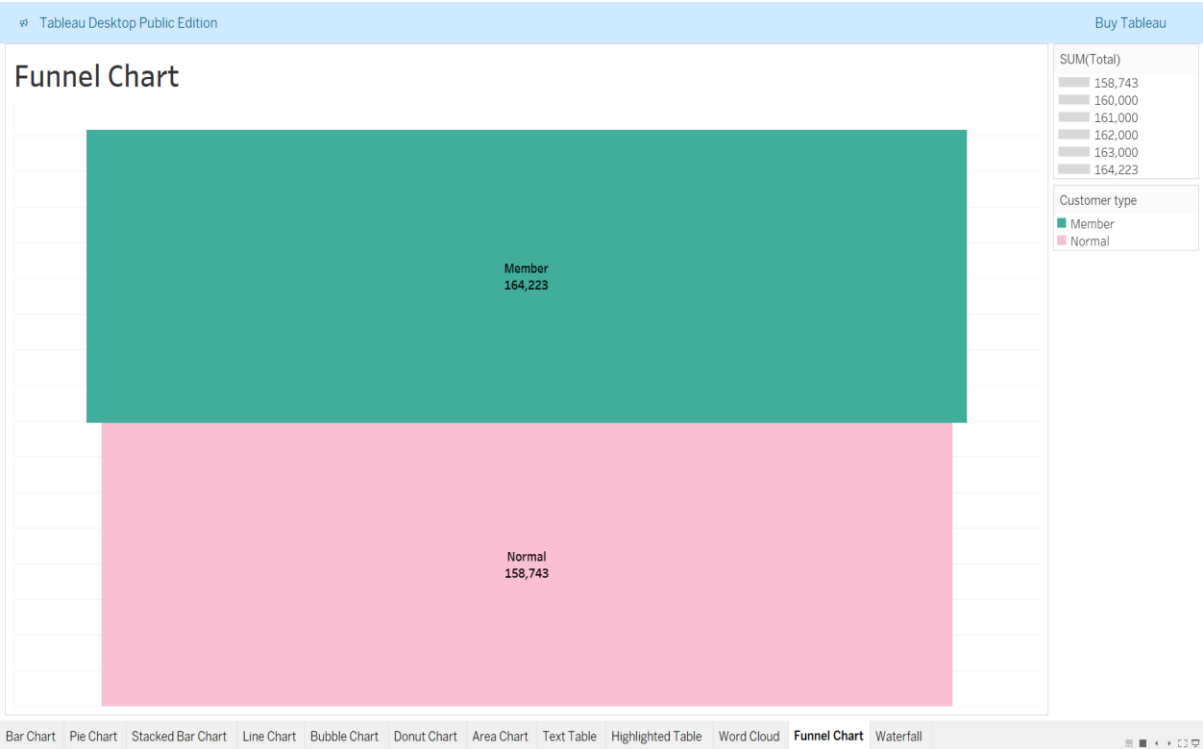 Tableau Desktop Public Edition
Buy Tableau
Funnel Chart
Member
164,223
Normal
158,743
SUM(Total)
158,743
160,000
161,000
162,000
163,000
164,223
Customer type
Member
Normal
Bar Chart Pie Chart Stacked Bar Chart Line Chart Bubble Chart Donut Chart Area Chart Text Table Highlighted Table Word Cloud Funnel Chart Waterfall